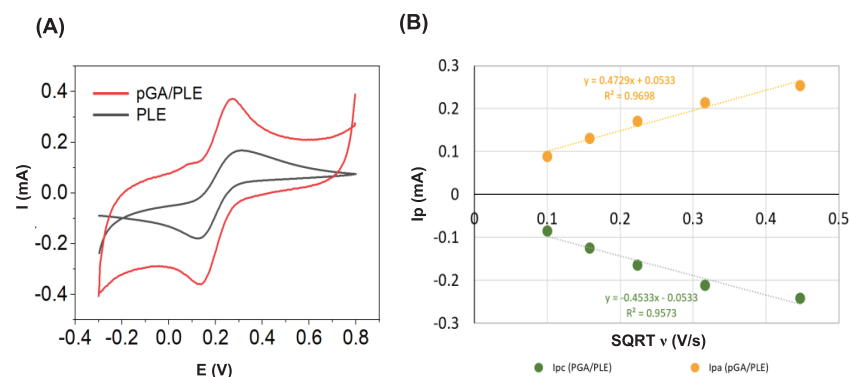 (A)
I (mA)
0.4
0.2
0.0
-0.2
-0.4
pGA/PLE
PLE
-0.4 -0.2 0.0 0.2 0.4 0.6 0.8
E (V)
(B)
Ip (mA)
0.3
0.2
0.1
0
-0.1
-0.2
-0.3
y = 0.4729x + 0.0533
R² = 0.9698
0 0.1 0.2 0.3 0.4 0.5
y = -0.4533x - 0.0533
R² = 0.9573
SQRT ν (V/s)
Ipc (PGA/PLE) Ipa (pGA/PLE)